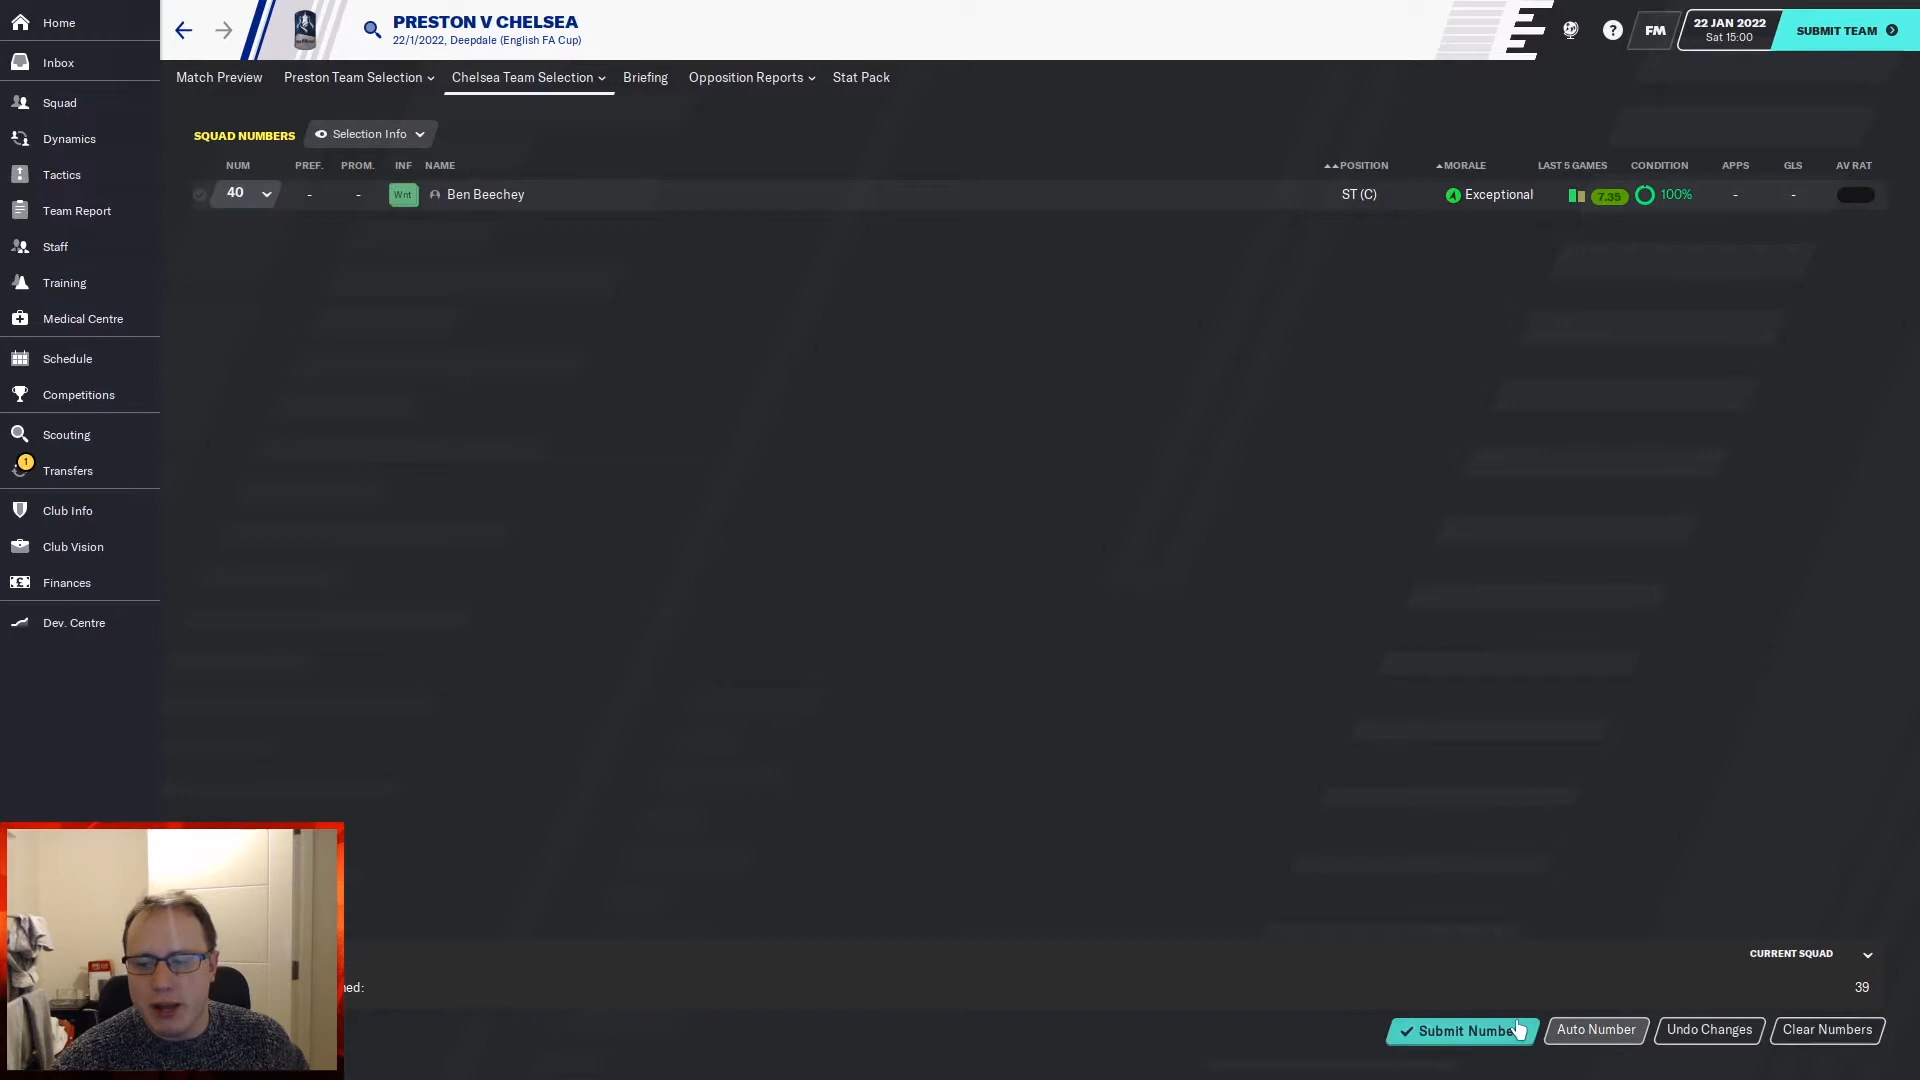 Home
Inbox
Squad
Dynamics
Tactics
Team Report
Staff
Training
Medical Centre
Schedule
Competitions
Scouting
1
Transfers
Club Info
Club Vision
Finances
Dev. Centre
PRESTON V CHELSEA
22/1/2022, Deepdale (English FA Cup)
?
FM
22 JAN 2022
Sat 15:00
SUBMIT TEAM
Match Preview Preston Team Selection Chelsea Team Selection Briefing Opposition Reports Stat Pack
SQUAD NUMBERS Selection Info
NUM PREF. PROM. INF NAME POSITION MORALE LAST 5 GAMES CONDITION APPS GLS AV RAT
40 - - Wnt Ben Beechey ST (C) Exceptional 7.35 100% - -
CURRENT SQUAD
39
Submit Auto Number Undo Changes Clear Numbers